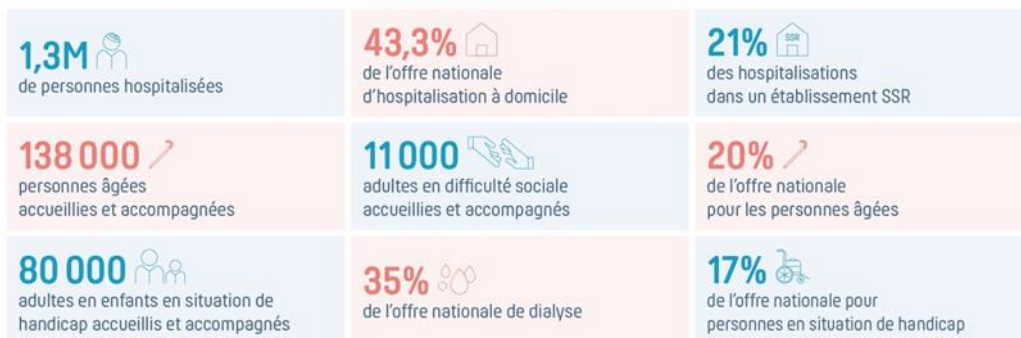 1,3M
de personnes hospitalisées
43,3%
de l'offre nationale
d'hospitalisation à domicile
21%
SSR
des hospitalisations
dans un établissement SSR
138 000
personnes âgées
accueillies et accompagnées
11 000
adultes en difficulté sociale
accueillies et accompagnés
20%
de l'offre nationale
pour les personnes âgées
80 000
adultes en enfants en situation de
handicap accueillis et accompagnés
35%
de l'offre nationale de dialyse
17%
de l'offre nationale pour
personnes en situation de handicap